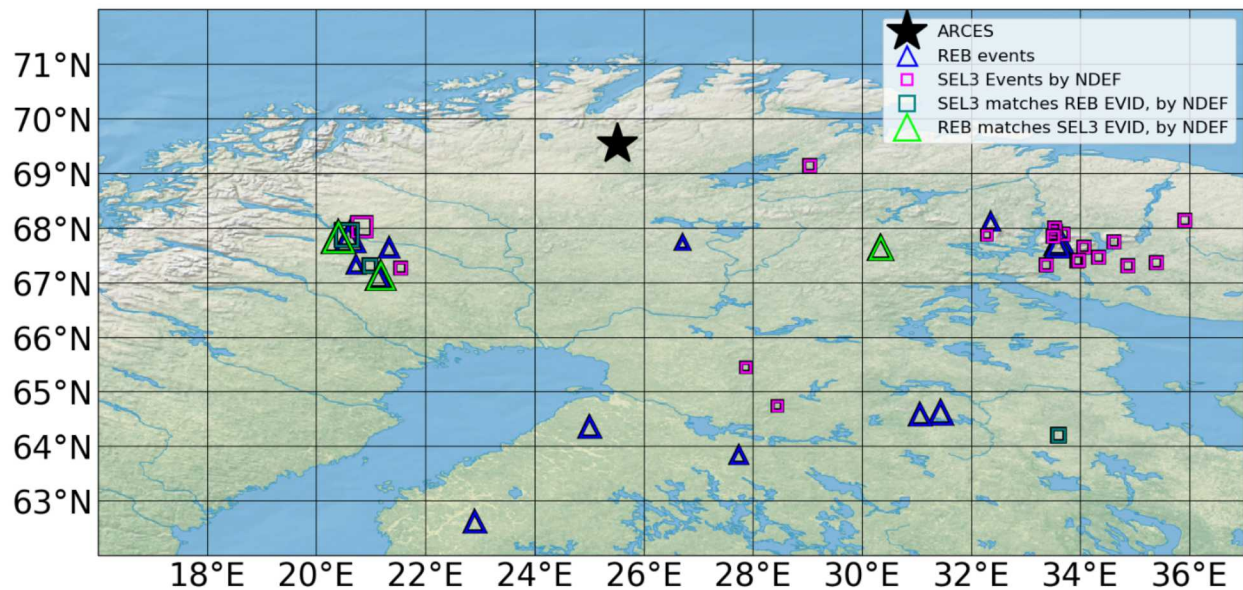 ARCES
REB events
SEL3 Events by NDEF
SEL3 matches REB EVID, by NDEF
REB matches SEL3 EVID, by NDEF
71°N
70°N
69°N
68°N
67°N
66°N
65°N
64°N
63°N
18°E 20°E 22°E 24°E 26°E 28°E 30°E 32°E 34°E 36°E